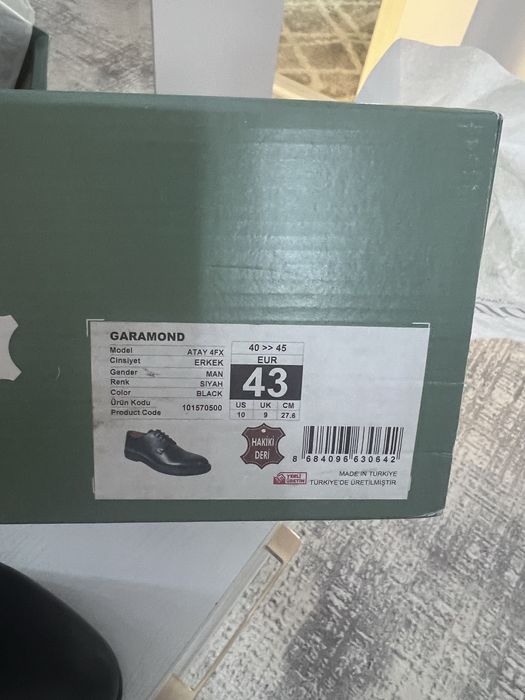 GARAMOND
Model ATAY 4FX
Cinsiyet ERKEK
Gender MAN
Renk SİYAH
Color BLACK
Ürün Kodu
Product Code 101570500
40 >> 45
EUR
43
US UK CM
10 9 27.6
HAKİKİ
DERİ
8 684096 630642
YERLİ
ÜRETİM
MADE IN TÜRKİYE
TÜRKİYE'DE ÜRETİLMİŞTİR